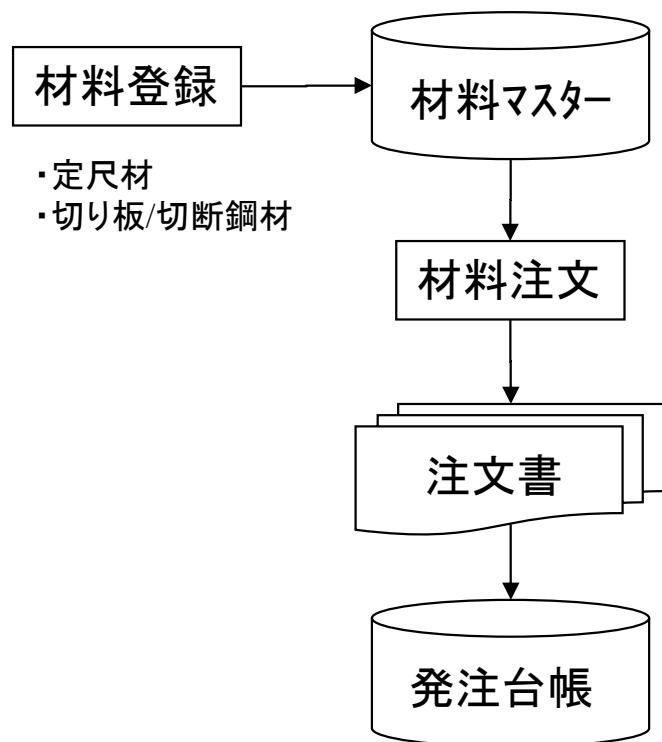 材料登録
材料マスター
・定尺材
・切り板/切断鋼材
材料注文
注文書
発注台帳